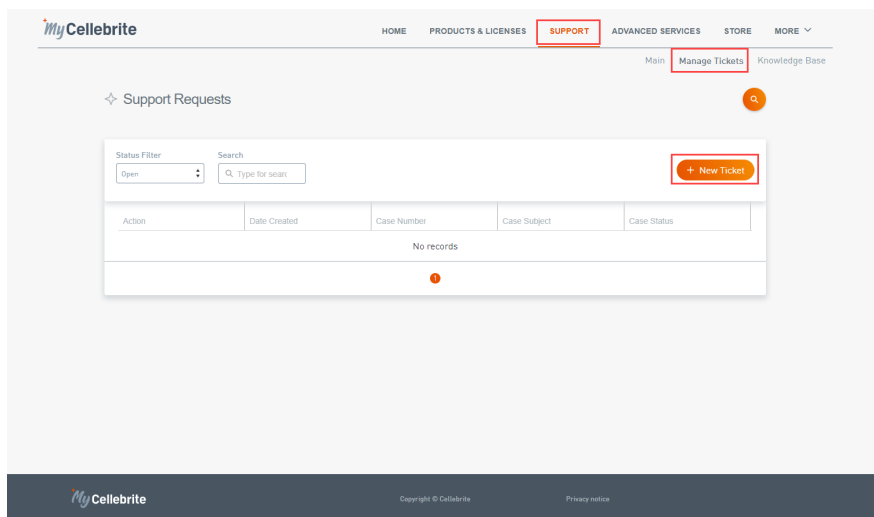 MyCellebrite
HOME PRODUCTS & LICENSES SUPPORT ADVANCED SERVICES STORE MORE
Main Manage Tickets Knowledge Base
Support Requests
Status Filter Search
Open Type for sear
+ New Ticket
Action Date Created Case Number Case Subject Case Status
No records
1
MyCellebrite Copyright © Cellebrite Privacy notice